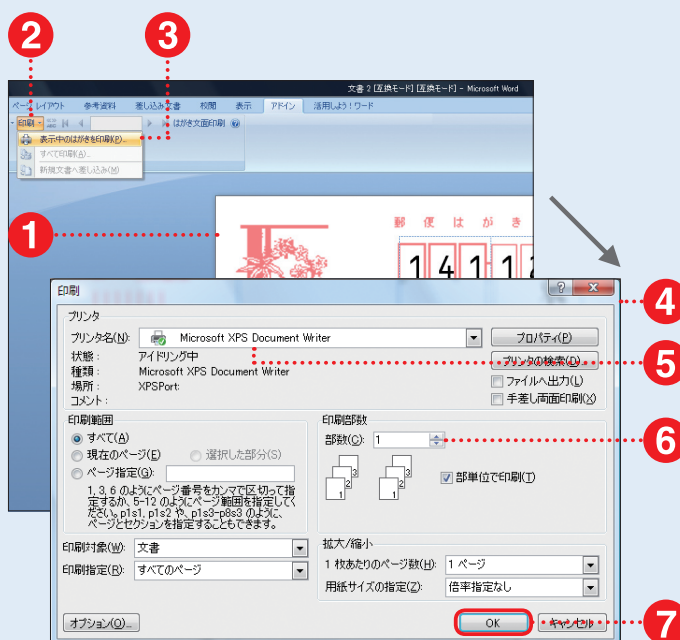 2
3
文書 2 [互換モード] [互換モード] - Microsoft Word
ページ レイアウト 参考資料 差し込み文書 校閲 表示 アドイン 活用しよう！ワード
印刷 はがき文面印刷
表示中のはがきを印刷(P)...
すべて印刷(A)...
新規文書へ差し込み(M)
1
郵便はがき
1 4 1 1 2
印刷
4
プリンタ
プリンタ名(N): Microsoft XPS Document Writer プロパティ(P)
状態: アイドリング中 プリンタの検索(D)...
5
種類: Microsoft XPS Document Writer
場所: XPSPort: ファイルへ出力(L)
コメント: 手差し両面印刷(X)
印刷範囲
すべて(A)
現在のページ(E) 選択した部分(S)
ページ指定(G):
1,3,6 のようにページ番号をカンマで区切って指
定するか、5-12 のようにページ範囲を指定してく
ださい。p1s1, p1s2 や、p1s3-p8s3 のように、
ページとセクションを指定することもできます。
印刷部数
部数(C): 1
6
1 2 3 1 2 3
部単位で印刷(T)
印刷対象(W): 文書
印刷指定(R): すべてのページ
拡大/縮小
1 枚あたりのページ数(H): 1 ページ
用紙サイズの指定(Z): 倍率指定なし
オプション(O)... OK キャンセル
7